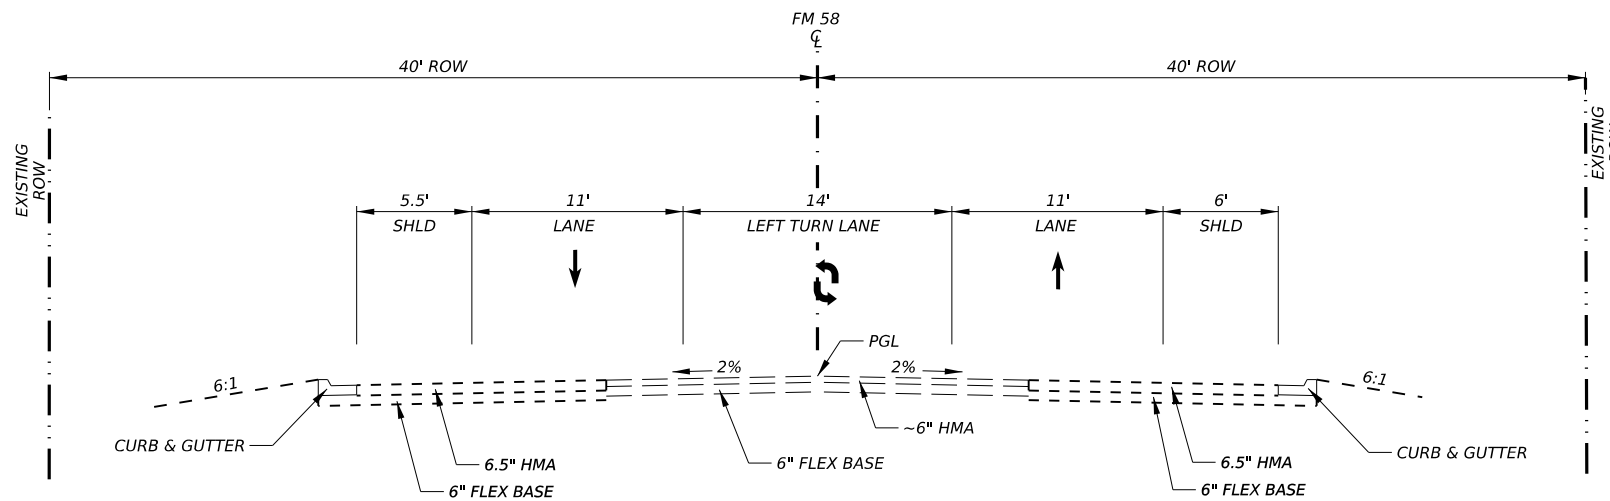 FM 58
℄
40' ROW
40' ROW
EXISTING
ROW
EXISTING
5.5'
11'
14'
11'
6'
SHLD
LANE
LEFT TURN LANE
LANE
SHLD
PGL
2%
2%
6:1
6:1
~6" HMA
CURB & GUTTER
CURB & GUTTER
6.5" HMA
6" FLEX BASE
6.5" HMA
6" FLEX BASE
6" FLEX BASE